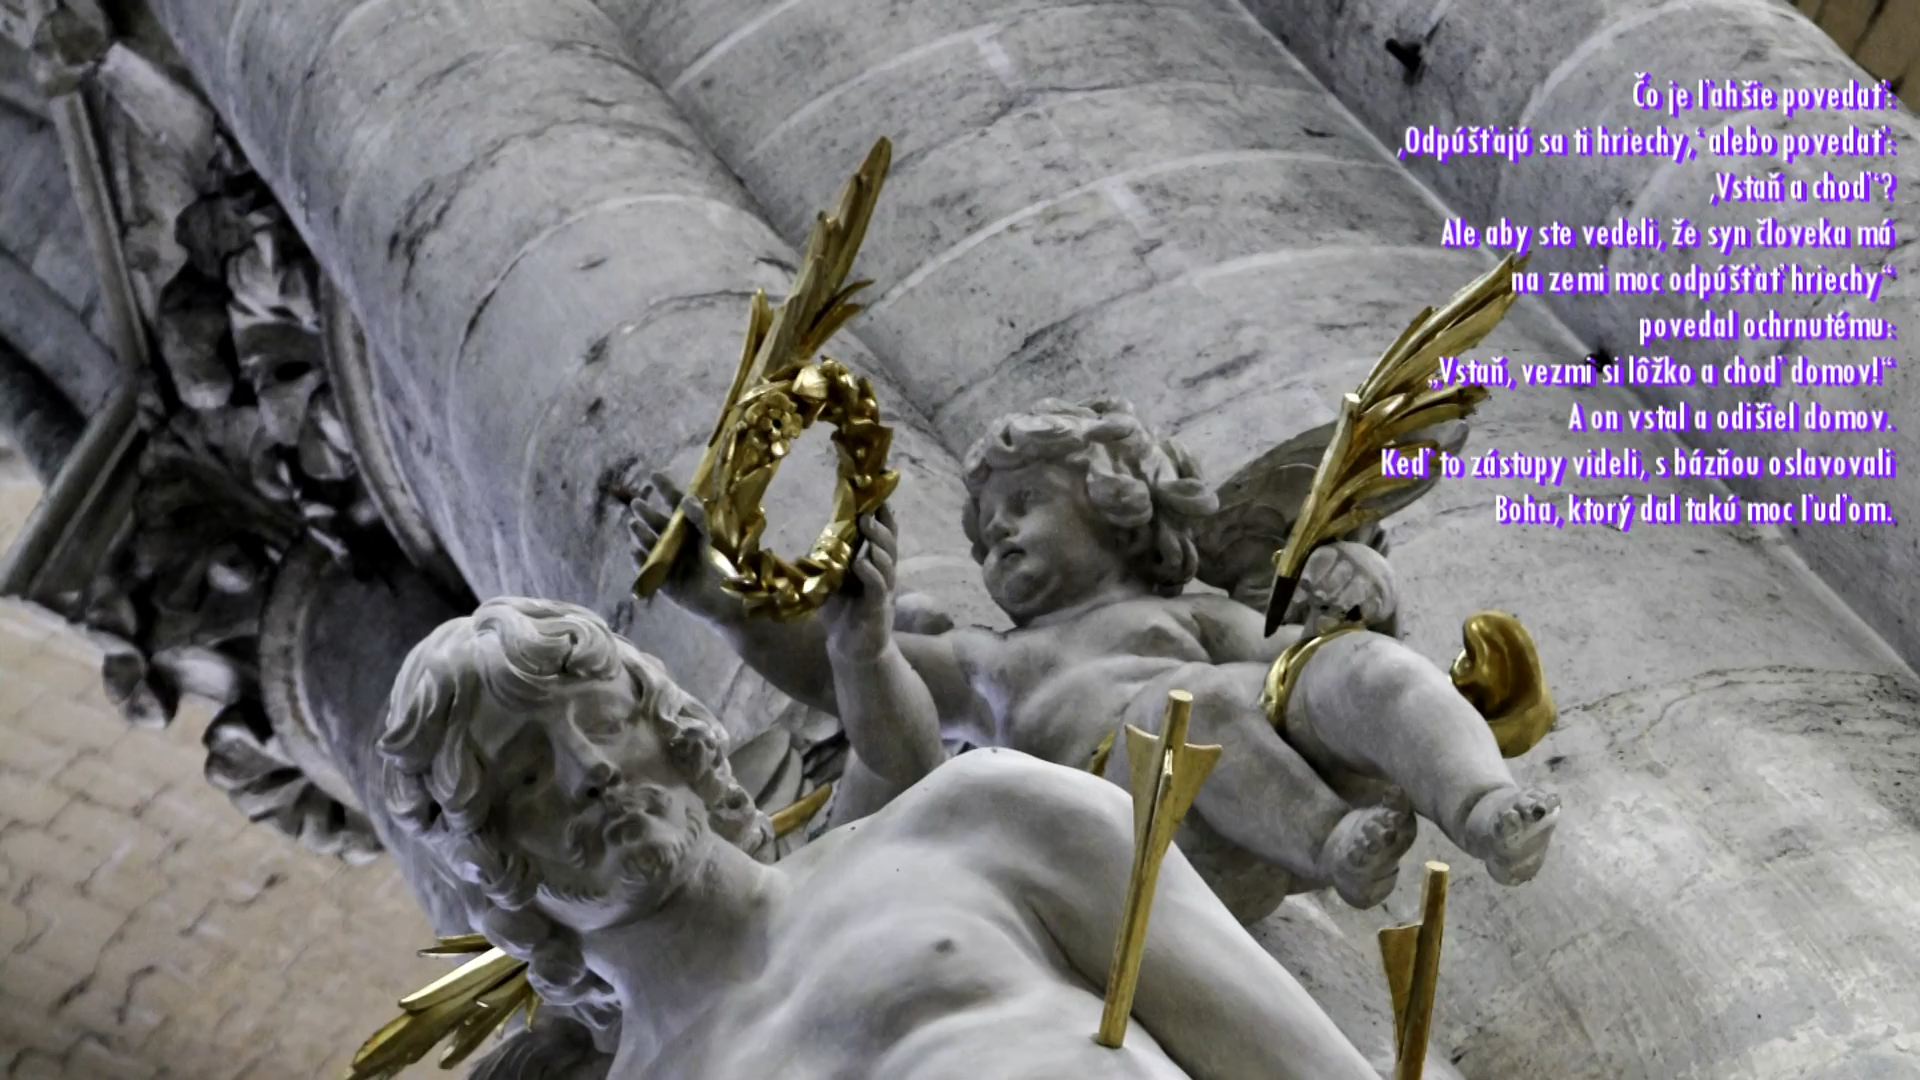 Čo je ľahšie povedať:
‚Odpúšťajú sa ti hriechy,‘ alebo povedať:
‚Vstaň a choď‘?
Ale aby ste vedeli, že syn človeka má
na zemi moc odpúšťať hriechy“
povedal ochrnutému:
„Vstaň, vezmi si lôžko a choď domov!“
A on vstal a odišiel domov.
Keď to zástupy videli, s bázňou oslavovali
Boha, ktorý dal takú moc ľuďom.